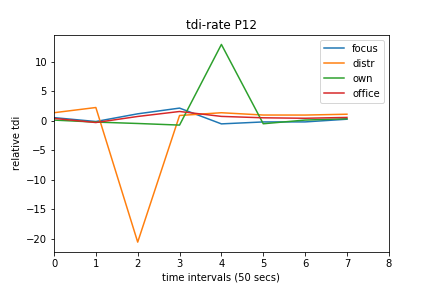 tdi-rate P12
focus
distr
own
office
relative tdi
10
5
0
−5
−10
−15
−20
0 1 2 3 4 5 6 7 8
time intervals (50 secs)